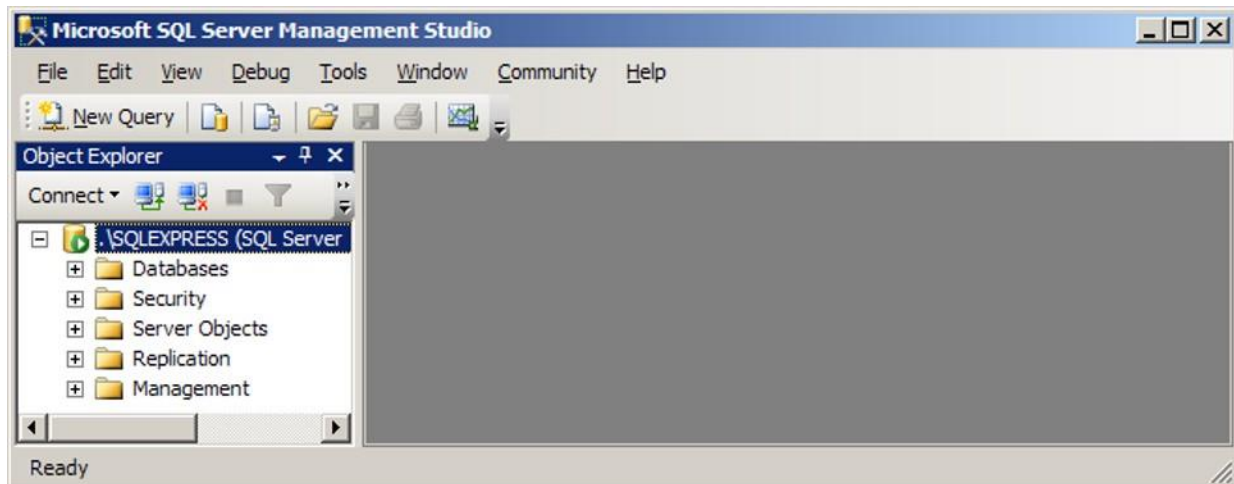 Microsoft SQL Server Management Studio
File Edit View Debug Tools Window Community Help
New Query
Object Explorer
Connect
.\SQLEXPRESS (SQL Server
Databases
Security
Server Objects
Replication
Management
Ready